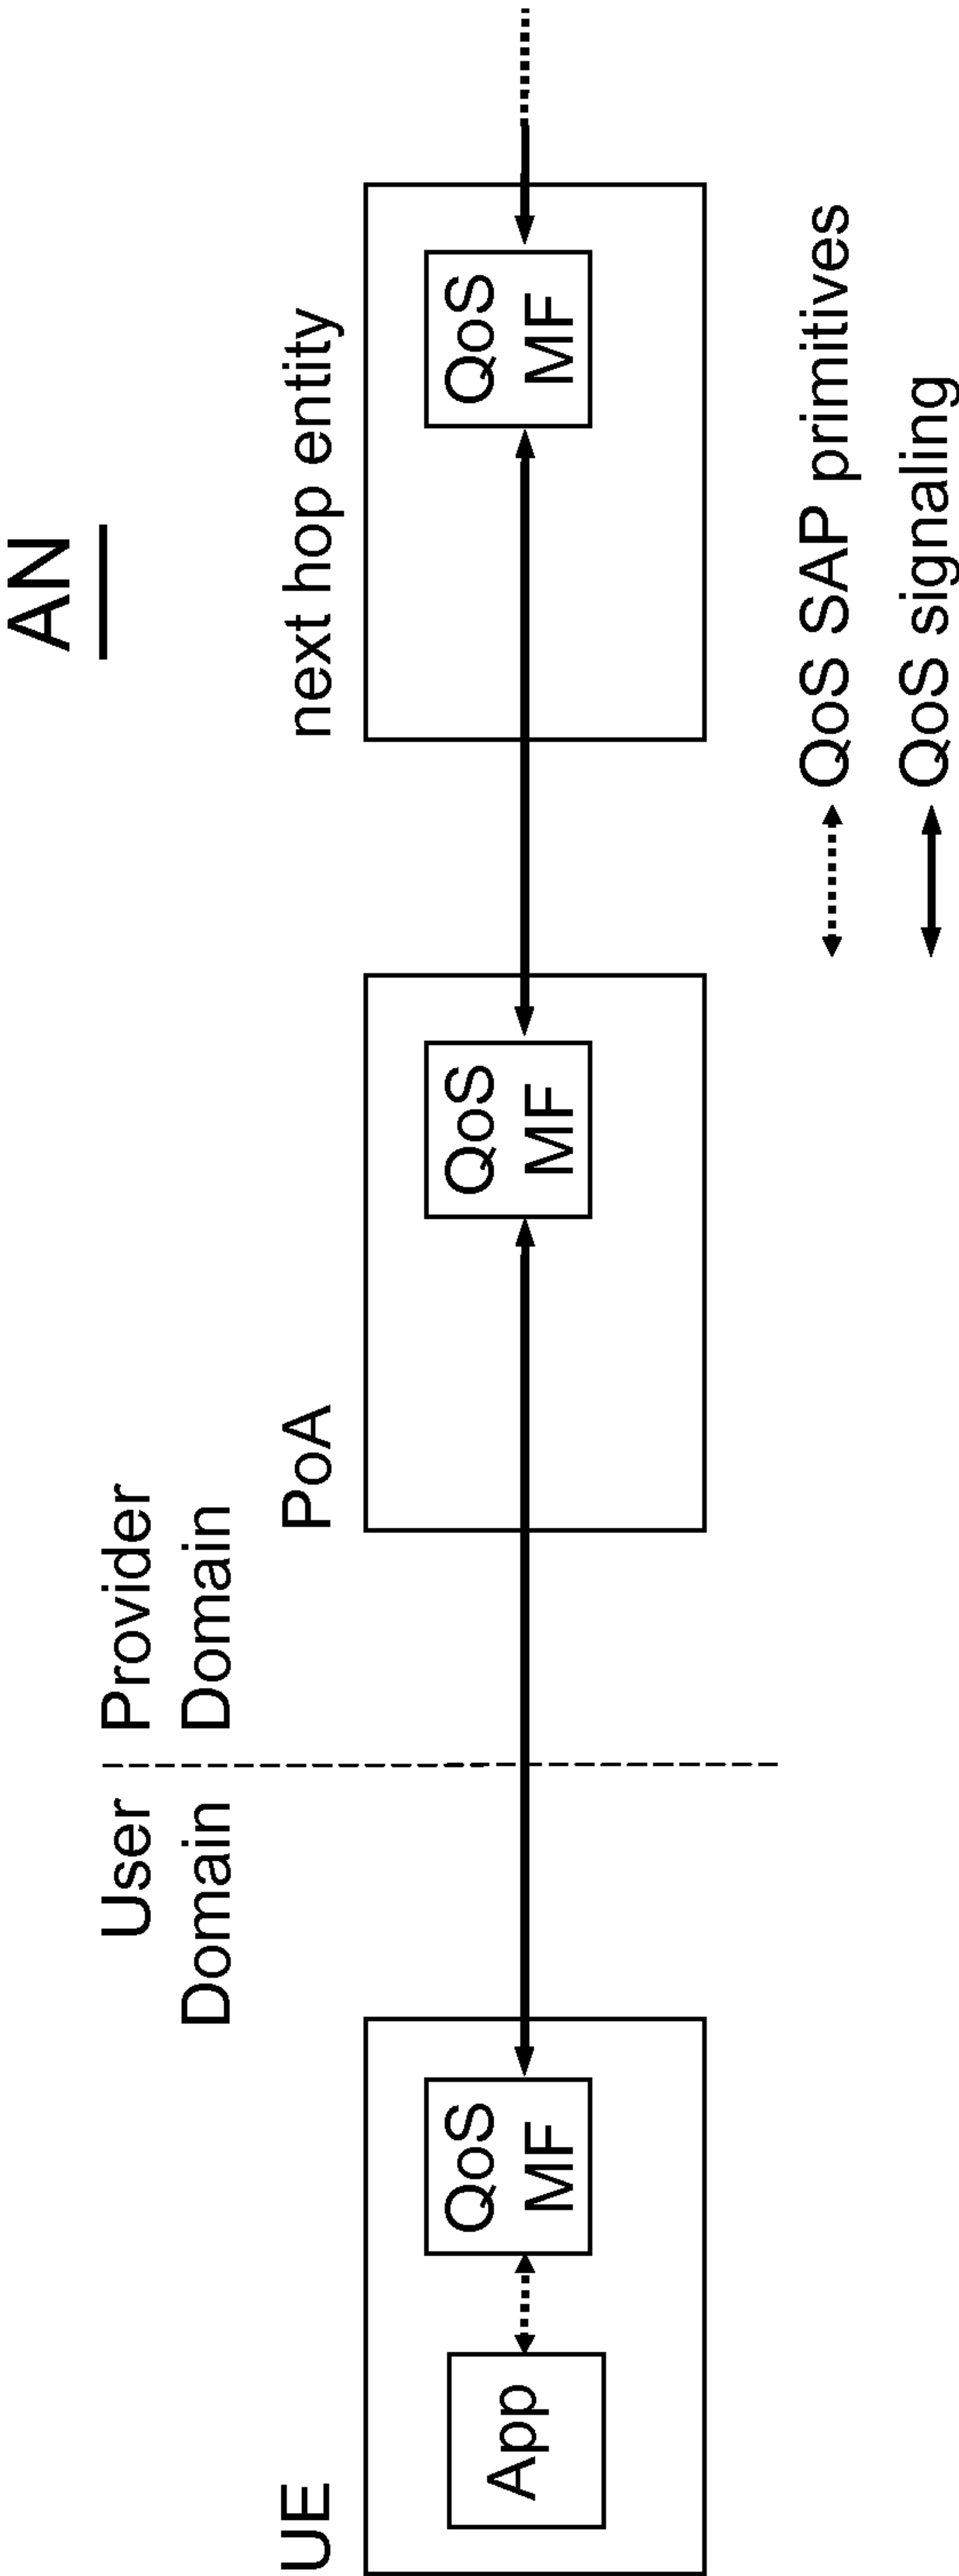 AN
User
Domain
Provider
Domain
UE
PoA
next hop entity
App
QoS
MF
QoS
MF
QoS
MF
QoS SAP primitives
QoS signaling